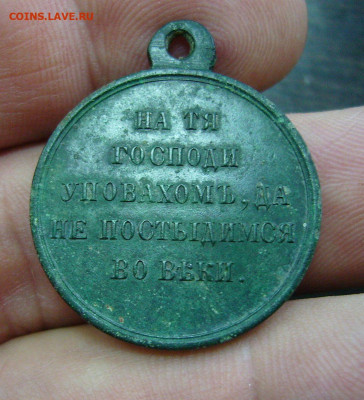 COINS.LAVE.RU
НА ТЯ
ГОСПОДИ
УПОВАХОМЪ, ДА
НЕ ПОСТЫДИМСЯ
ВО ВѢКИ.